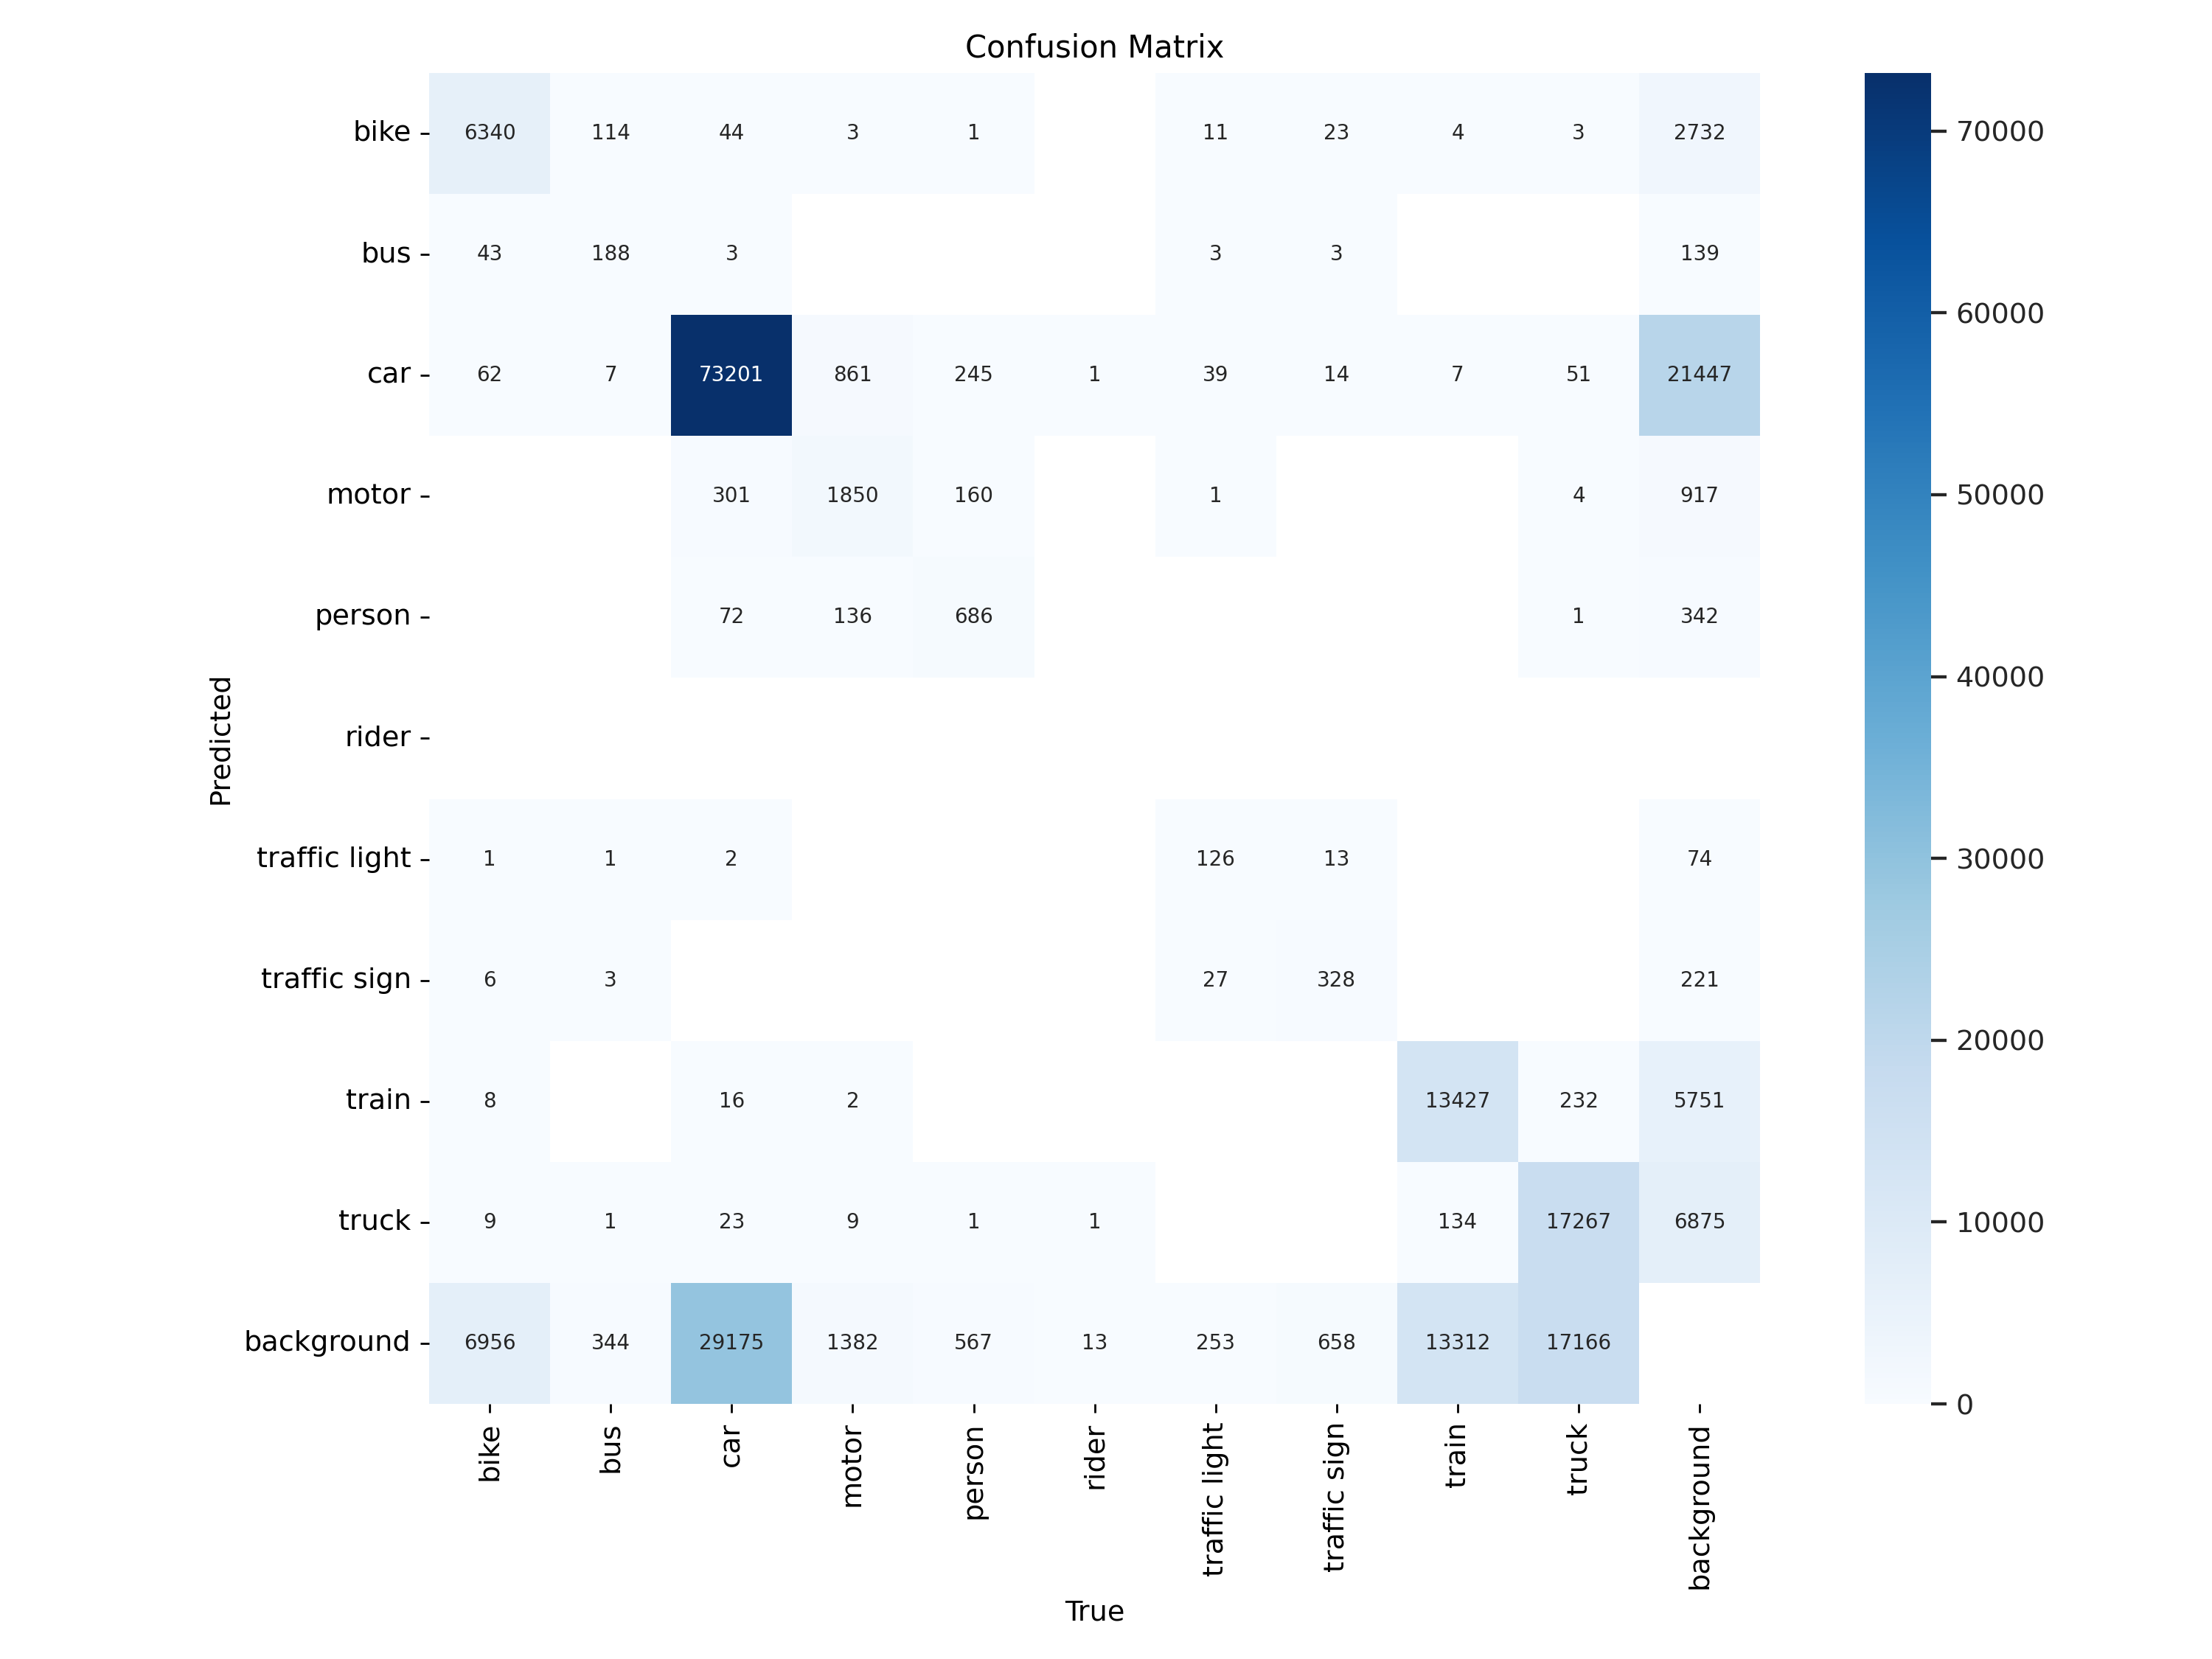 Confusion Matrix
bike 6340 114 44 3 1 11 23 4 3 2732
bus 43 188 3 3 3 139
car 62 7 73201 861 245 1 39 14 7 51 21447
motor 301 1850 160 1 4 917
person 72 136 686 1 342
rider
traffic light 1 1 2 126 13 74
traffic sign 6 3 27 328 221
train 8 16 2 13427 232 5751
truck 9 1 23 9 1 1 134 17267 6875
background 6956 344 29175 1382 567 13 253 658 13312 17166
bike bus car motor person rider traffic light traffic sign train truck background
True
Predicted
70000
60000
50000
40000
30000
20000
10000
0